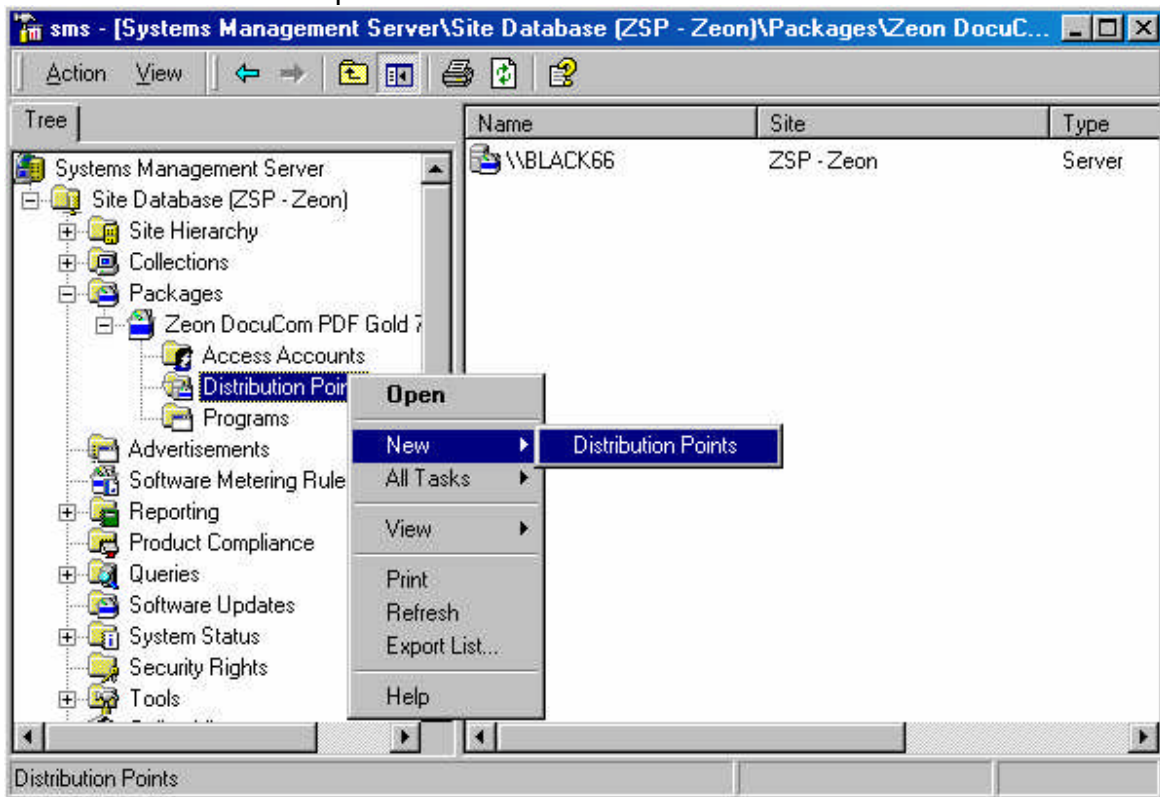 sms - [Systems Management Server\Site Database (ZSP - Zeon)\Packages\Zeon DocuC...
Action View
Tree
Name Site Type
Systems Management Server
\\BLACK66 ZSP - Zeon Server
Site Database (ZSP - Zeon)
Site Hierarchy
Collections
Packages
Zeon DocuCom PDF Gold 7
Access Accounts
Distribution Poin
Programs
Advertisements
Software Metering Rule
Reporting
Product Compliance
Queries
Software Updates
System Status
Security Rights
Tools
Open
New
Distribution Points
All Tasks
View
Print
Refresh
Export List...
Help
Distribution Points